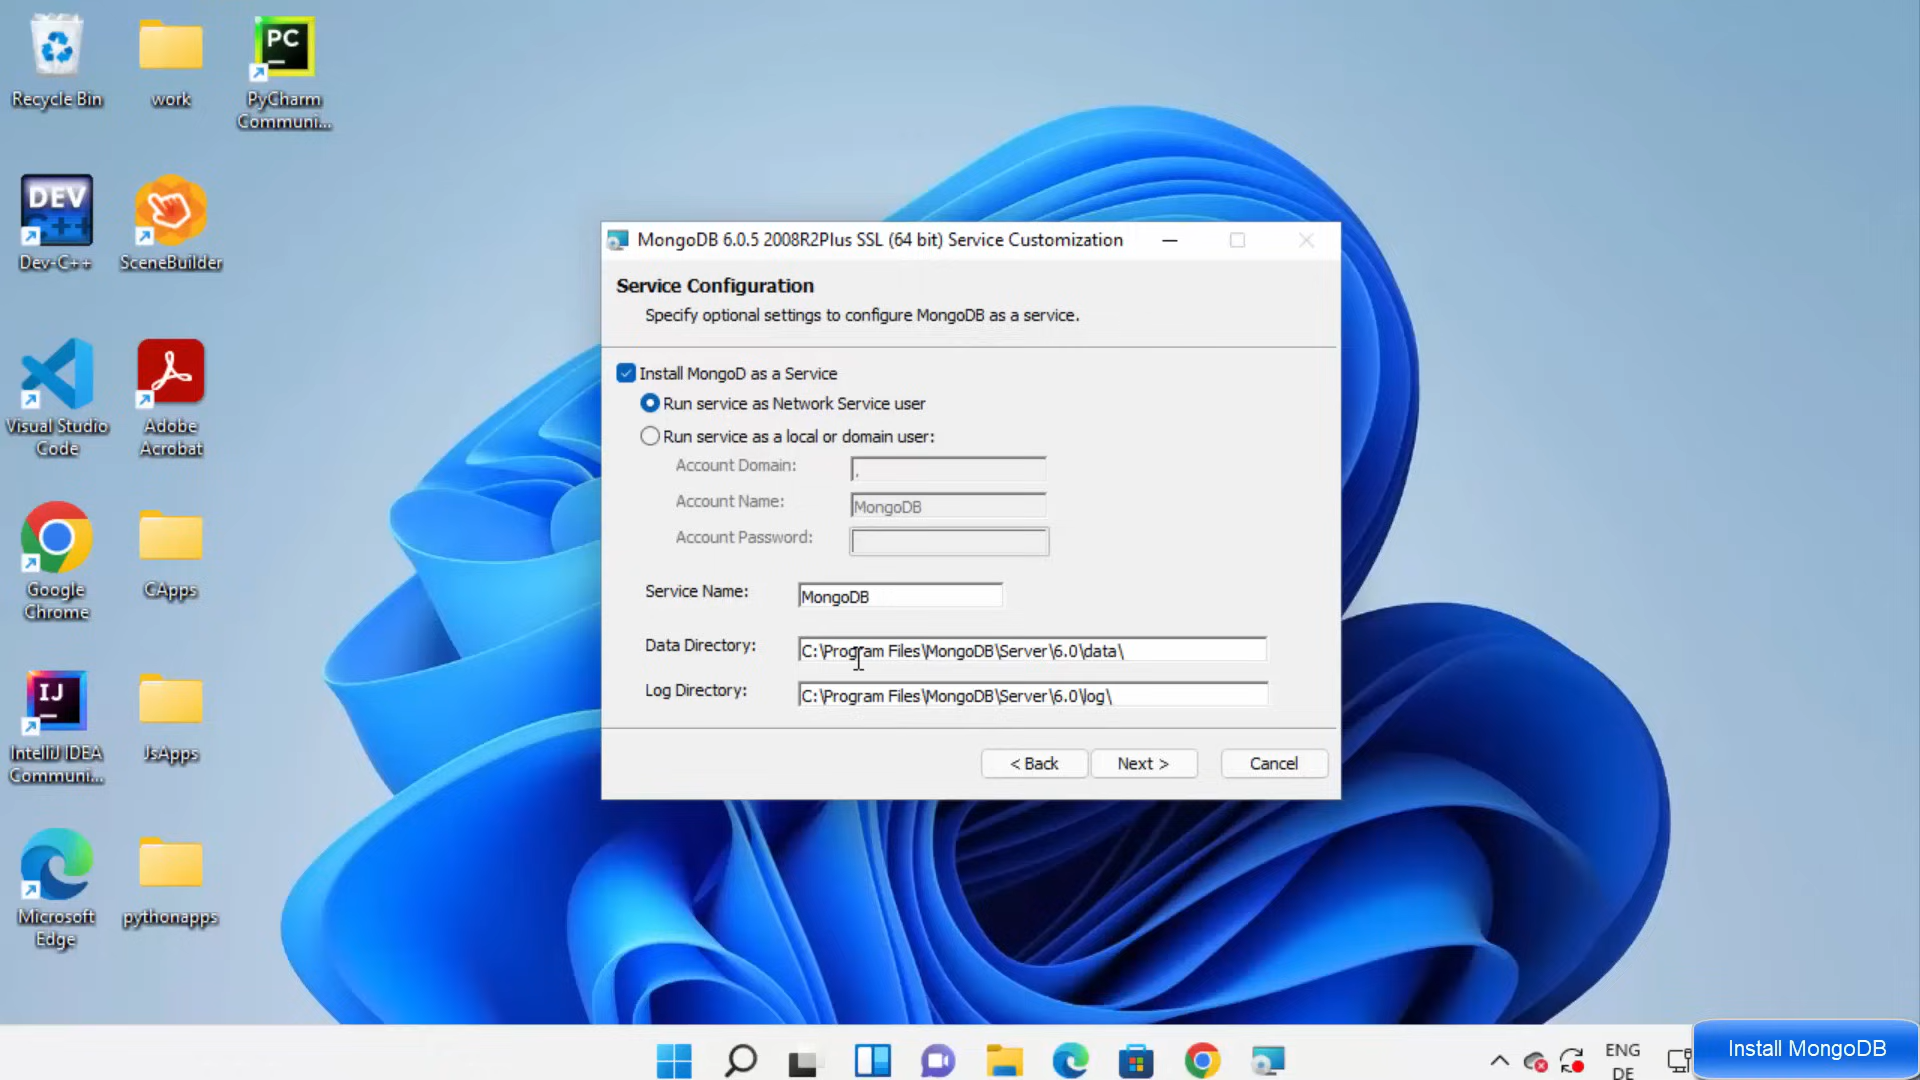 Recycle Bin
work
PC
PyCharm
Communi...
DEV
C++
Dev-C++
SceneBuilder
Visual Studio
Code
Adobe
Acrobat
Google
Chrome
CApps
IJ
IntelliJ IDEA
Communi...
JsApps
Microsoft
Edge
pythonapps
MongoDB 6.0.5 2008R2Plus SSL (64 bit) Service Customization
Service Configuration
Specify optional settings to configure MongoDB as a service.
Install MongoD as a Service
Run service as Network Service user
Run service as a local or domain user:
Account Domain:
.
Account Name:
MongoDB
Account Password:
Service Name:
MongoDB
Data Directory:
C:\Program Files\MongoDB\Server\6.0\data\
Log Directory:
C:\Program Files\MongoDB\Server\6.0\log\
< Back
Next >
Cancel
ENG
DE
Install MongoDB